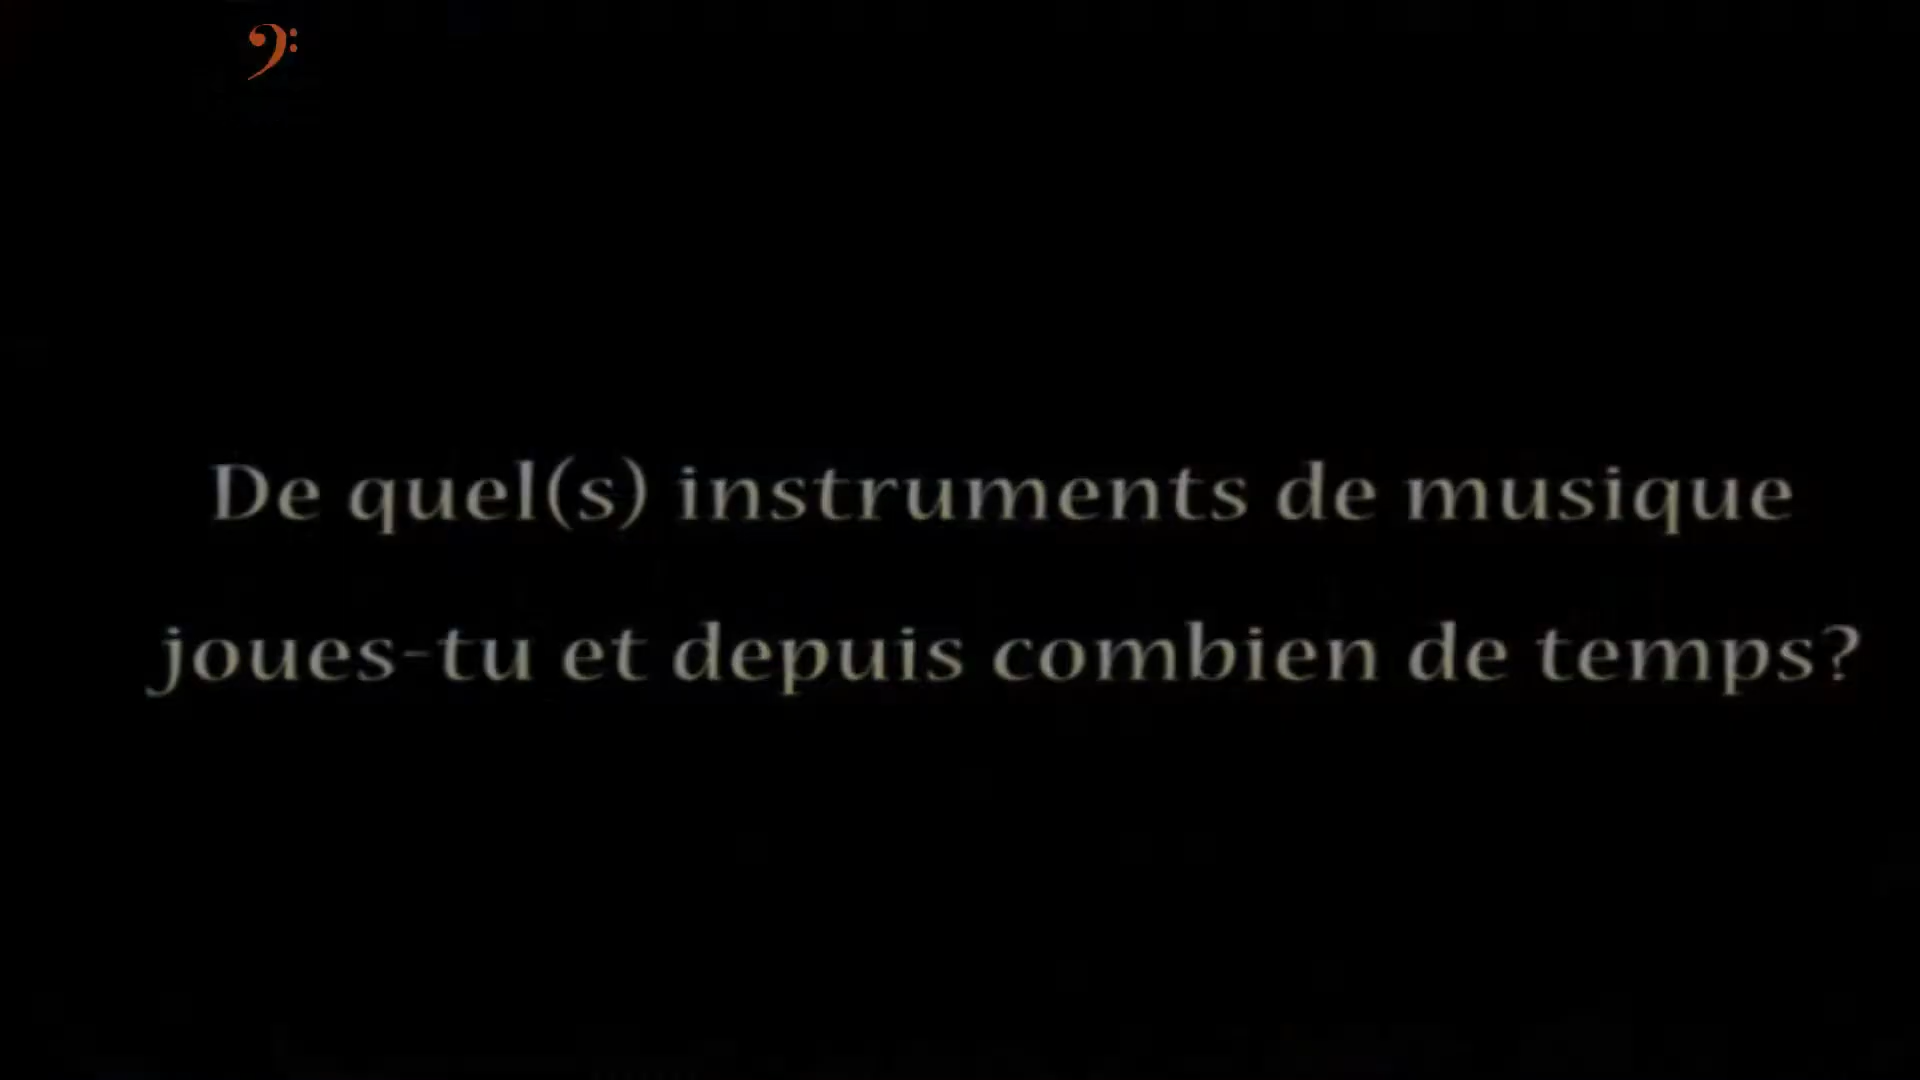 De quel(s) instruments de musique
joues-tu et depuis combien de temps?